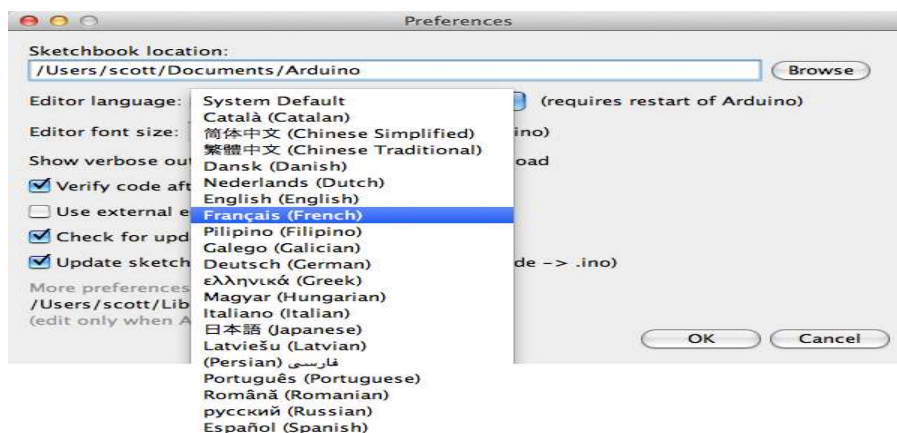 Preferences
Sketchbook location:
/Users/scott/Documents/Arduino
Browse
Editor language:
(requires restart of Arduino)
Editor font size:
ino)
Show verbose ou
oad
Verify code aft
Use external e
Check for upd
Update sketch
de -> .ino)
More preferences
/Users/scott/Lib
(edit only when A
OK
Cancel
System Default
Català (Catalan)
简体中文 (Chinese Simplified)
繁體中文 (Chinese Traditional)
Dansk (Danish)
Nederlands (Dutch)
English (English)
Français (French)
Pilipino (Filipino)
Galego (Galician)
Deutsch (German)
ελληνικά (Greek)
Magyar (Hungarian)
Italiano (Italian)
日本語 (Japanese)
Latviešu (Latvian)
فارسی (Persian)
Português (Portuguese)
Română (Romanian)
русский (Russian)
Español (Spanish)